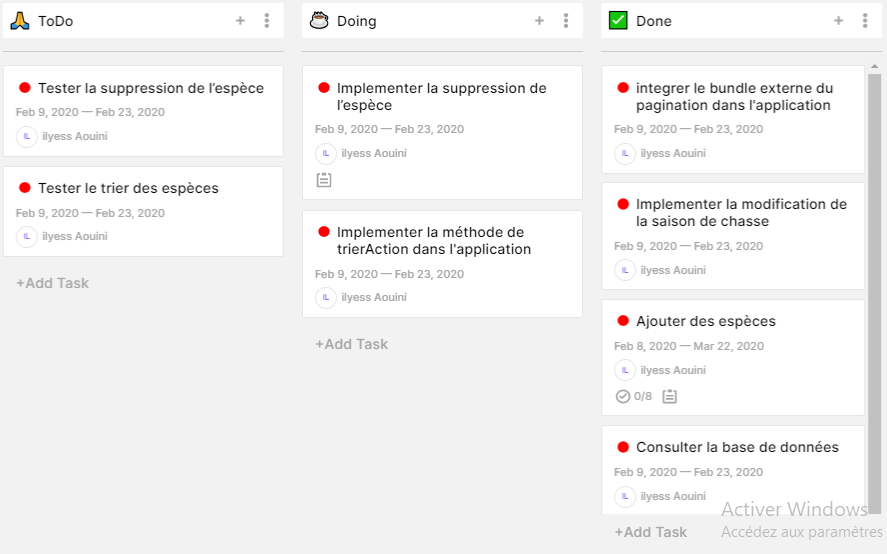 ToDo
Tester la suppression de l'espèce
Feb 9, 2020 — Feb 23, 2020
IL ilyess Aouini
Tester le trier des espèces
Feb 9, 2020 — Feb 23, 2020
IL ilyess Aouini
+Add Task
Doing
Implementer la suppression de
l'espèce
Feb 9, 2020 — Feb 23, 2020
IL ilyess Aouini
Implementer la méthode de
trierAction dans l'application
Feb 9, 2020 — Feb 23, 2020
IL ilyess Aouini
+Add Task
Done
integrer le bundle externe du
pagination dans l'application
Feb 9, 2020 — Feb 23, 2020
IL ilyess Aouini
Implementer la modification de
la saison de chasse
Feb 9, 2020 — Feb 23, 2020
IL ilyess Aouini
Ajouter des espèces
Feb 8, 2020 — Mar 22, 2020
IL ilyess Aouini
0/8
Consulter la base de données
Feb 9, 2020 — Feb 23, 2020
IL ilyess Aouini
+Add Task
Activer Windows
Accédez aux paramètres